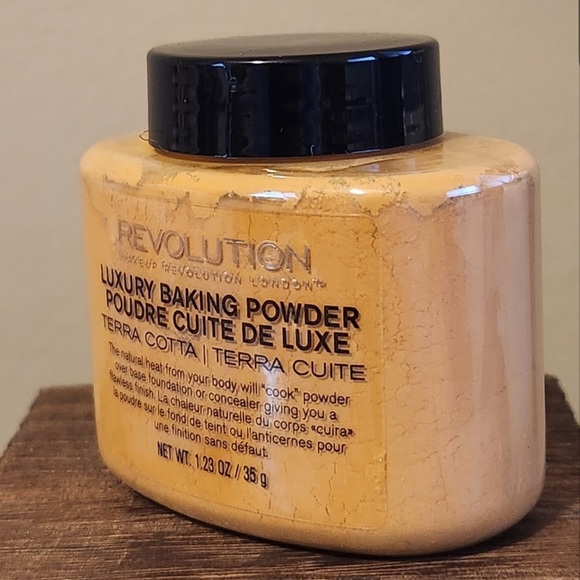 REVOLUTION
MAKEUP REVOLUTION LONDON™
LUXURY BAKING POWDER
POUDRE CUITE DE LUXE
TERRA COTTA | TERRA CUITE
The natural heat from your body will "cook" powder
over base foundation or concealer giving you a
flawless finish. La chaleur naturelle du corps «cuira»
la poudre sur le fond de teint ou l'anticernes pour
une finition sans défaut.
NET WT. 1.23 OZ / 35 g